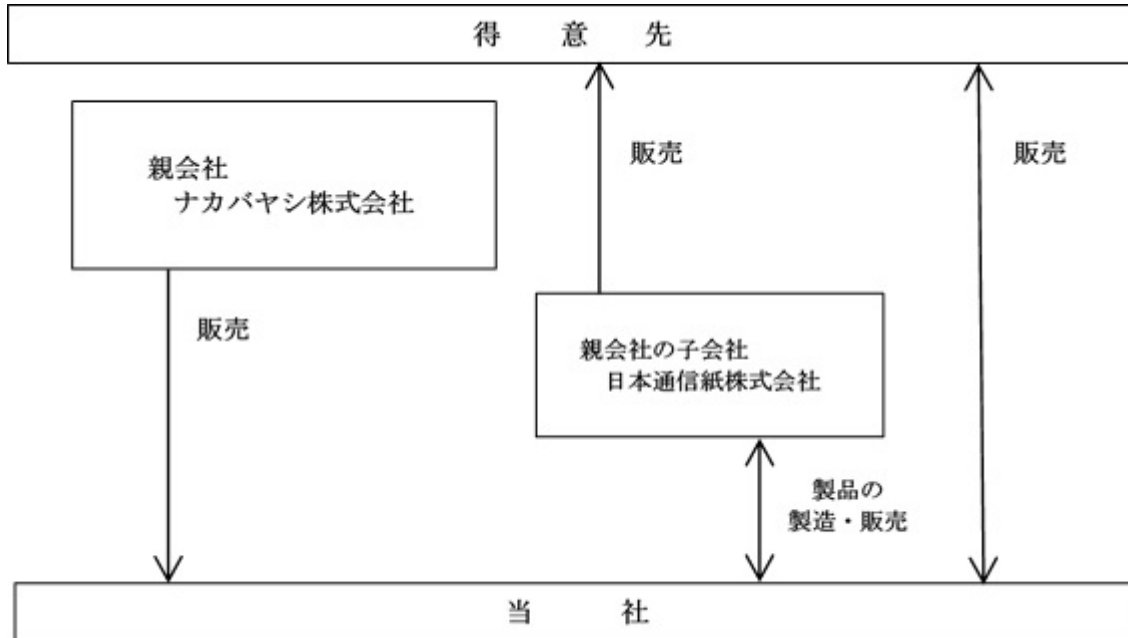 得　意　先
親会社
ナカバヤシ株式会社
販売
販売
販売
親会社の子会社
日本通信紙株式会社
製品の
製造・販売
当　社